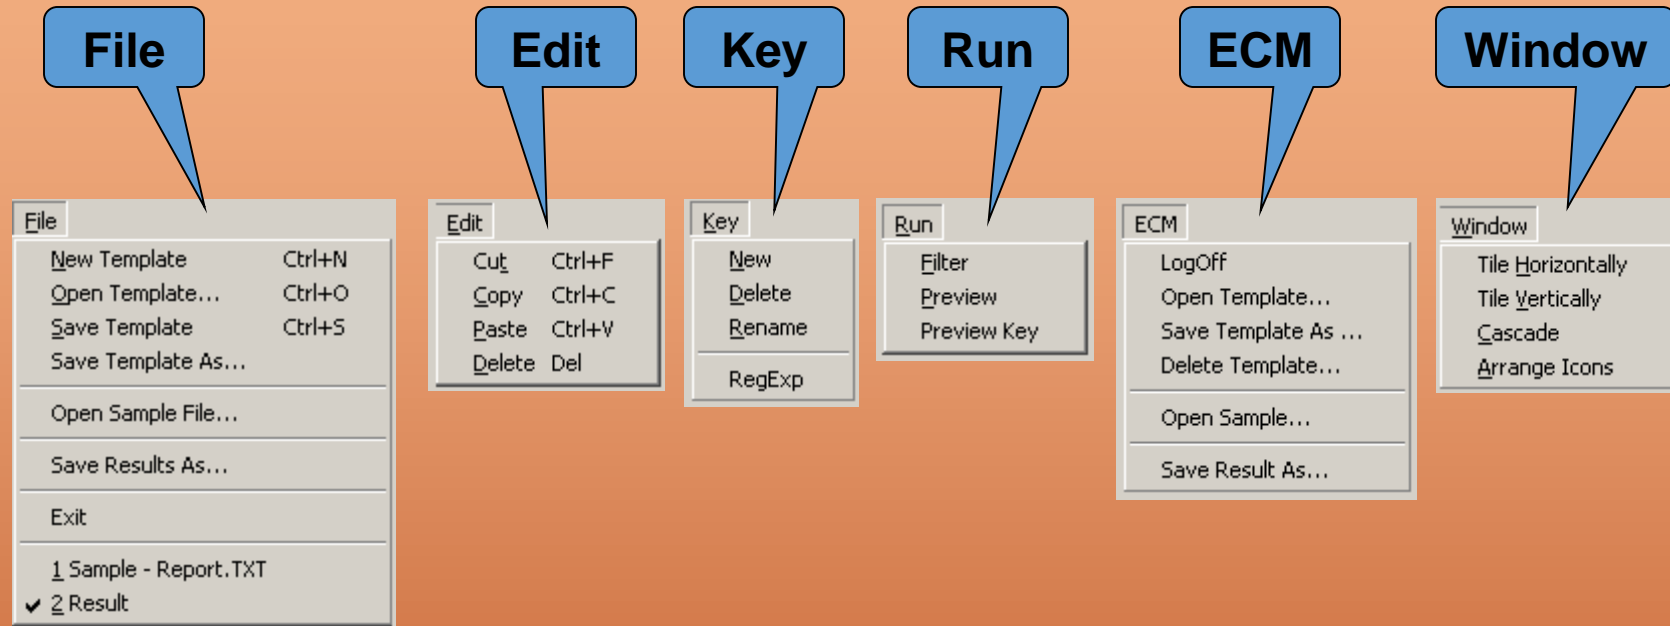 File
Edit
Key
Run
ECM
Window
File
New Template Ctrl+N
Open Template... Ctrl+O
Save Template Ctrl+S
Save Template As...
Open Sample File...
Save Results As...
Exit
1 Sample - Report.TXT
2 Result
Edit
Cut Ctrl+F
Copy Ctrl+C
Paste Ctrl+V
Delete Del
Key
New
Delete
Rename
RegExp
Run
Filter
Preview
Preview Key
ECM
LogOff
Open Template...
Save Template As ...
Delete Template...
Open Sample...
Save Result As...
Window
Tile Horizontally
Tile Vertically
Cascade
Arrange Icons